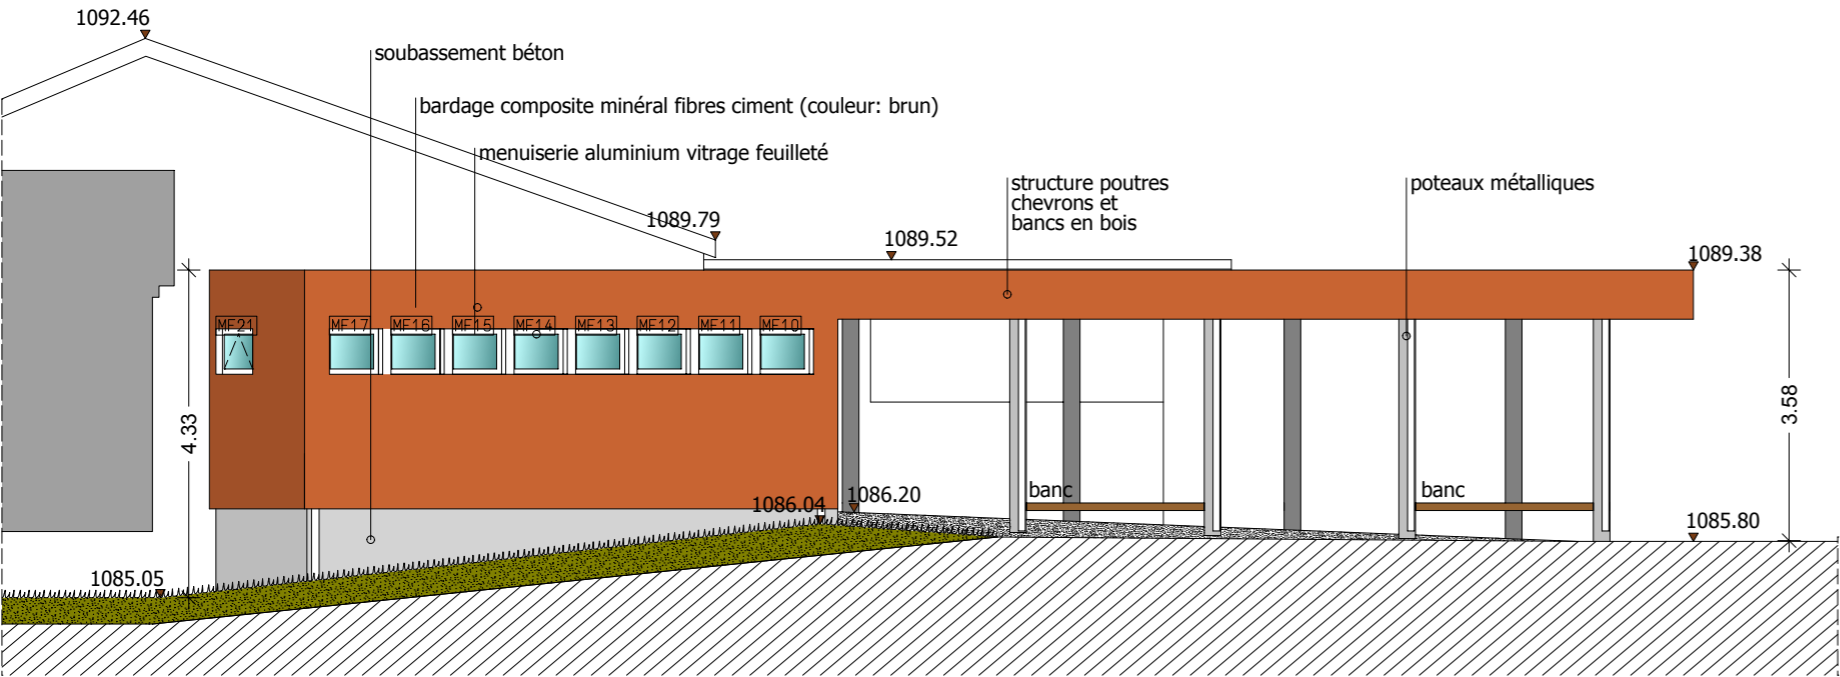 1092.46
soubassement béton
bardage composite minéral fibres ciment (couleur: brun)
menuiserie aluminium vitrage feuilleté
structure poutres
chevrons et
bancs en bois
poteaux métalliques
1089.79
1089.52
1089.38
MF21
MF17
MF16
MF15
MF14
MF13
MF12
MF11
MF10
4.33
3.58
banc
banc
1086.04
1086.20
1085.80
1085.05